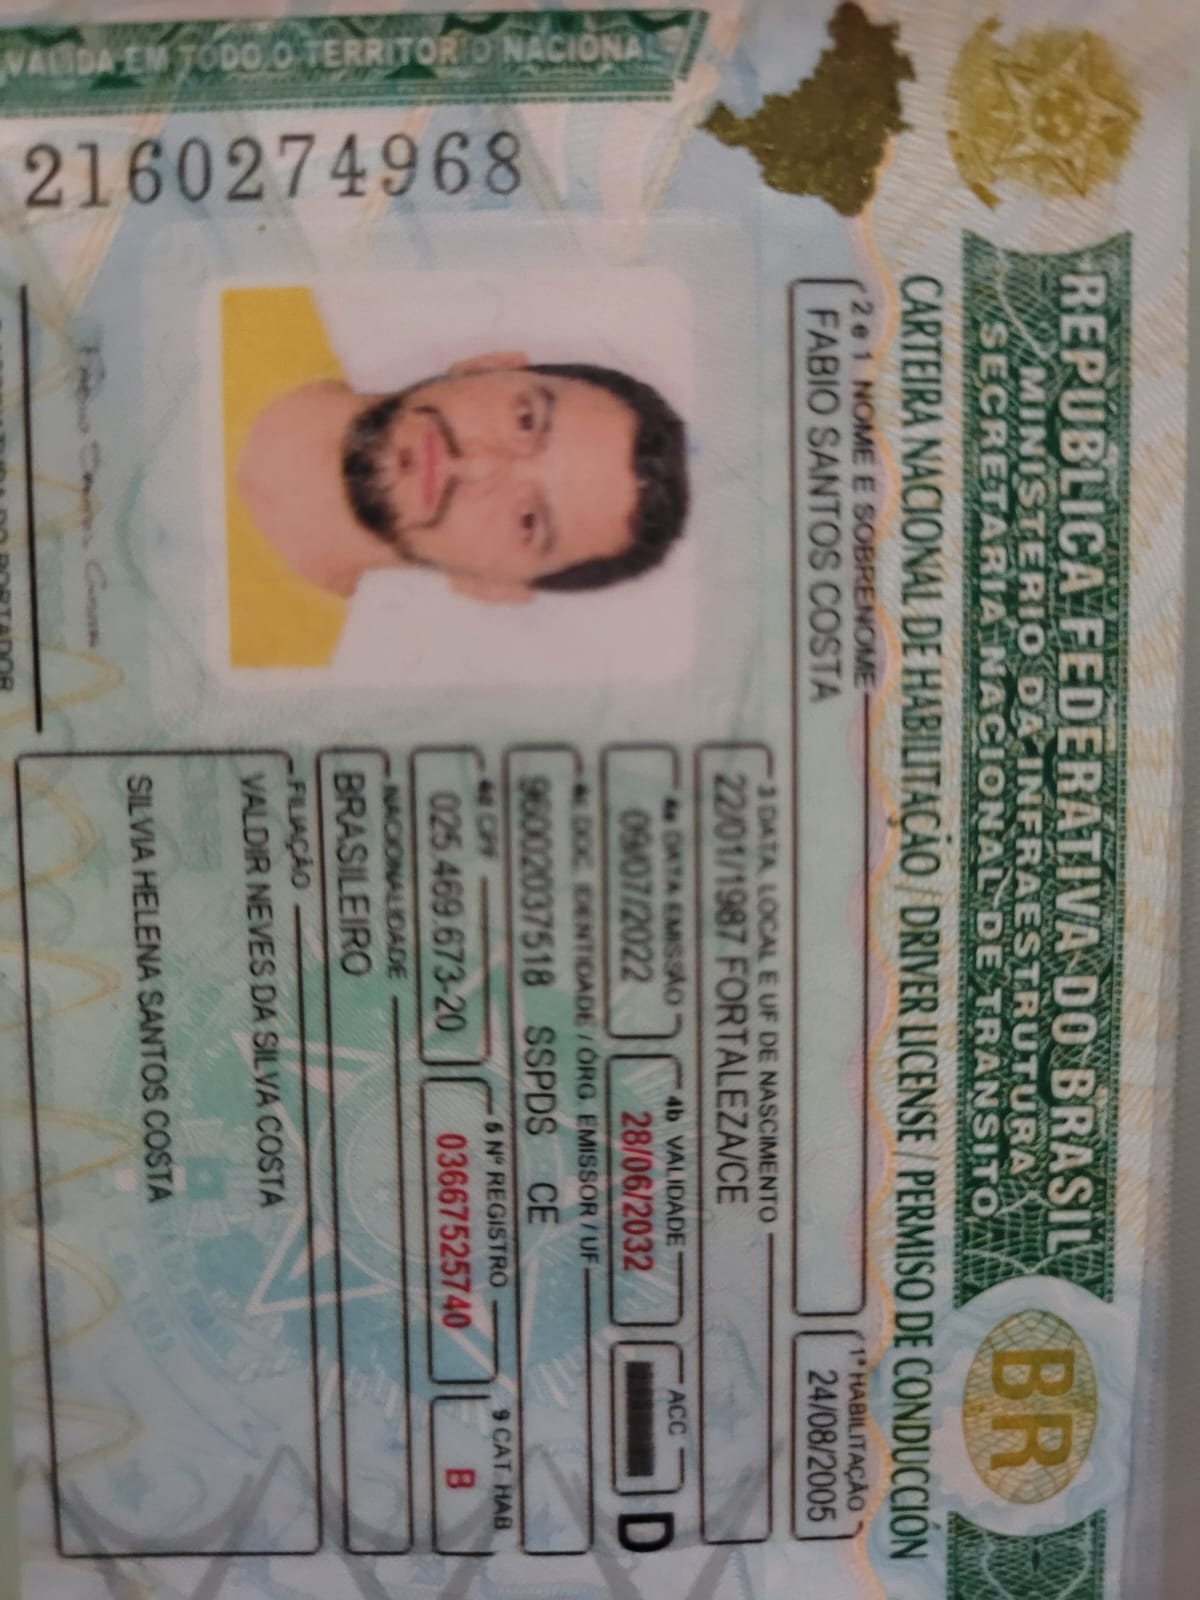 REPÚBLICA FEDERATIVA DO BRASIL
MINISTÉRIO DA INFRAESTRUTURA
SECRETARIA NACIONAL DE TRÂNSITO
BR
CARTEIRA NACIONAL DE HABILITAÇÃO / DRIVER LICENSE / PERMISO DE CONDUCCIÓN
2 e 1 NOME E SOBRENOME
FABIO SANTOS COSTA
1ª HABILITAÇÃO
24/08/2005
3 DATA, LOCAL E UF DE NASCIMENTO
22/01/1987 FORTALEZA/CE
4a DATA EMISSÃO
09/07/2022
4b VALIDADE
28/06/2032
ACC
D
4c DOC. IDENTIDADE / ÓRG. EMISSOR / UF
96002037518 SSPDS CE
4d CPF
025.469.673-20
5 Nº REGISTRO
03667525740
9 CAT. HAB
B
NACIONALIDADE
BRASILEIRO
FILIAÇÃO
VALDIR NEVES DA SILVA COSTA
SILVIA HELENA SANTOS COSTA
Fabio Santos Costa
PORTADOR
VÁLIDA EM TODO O TERRITÓRIO NACIONAL
2160274968